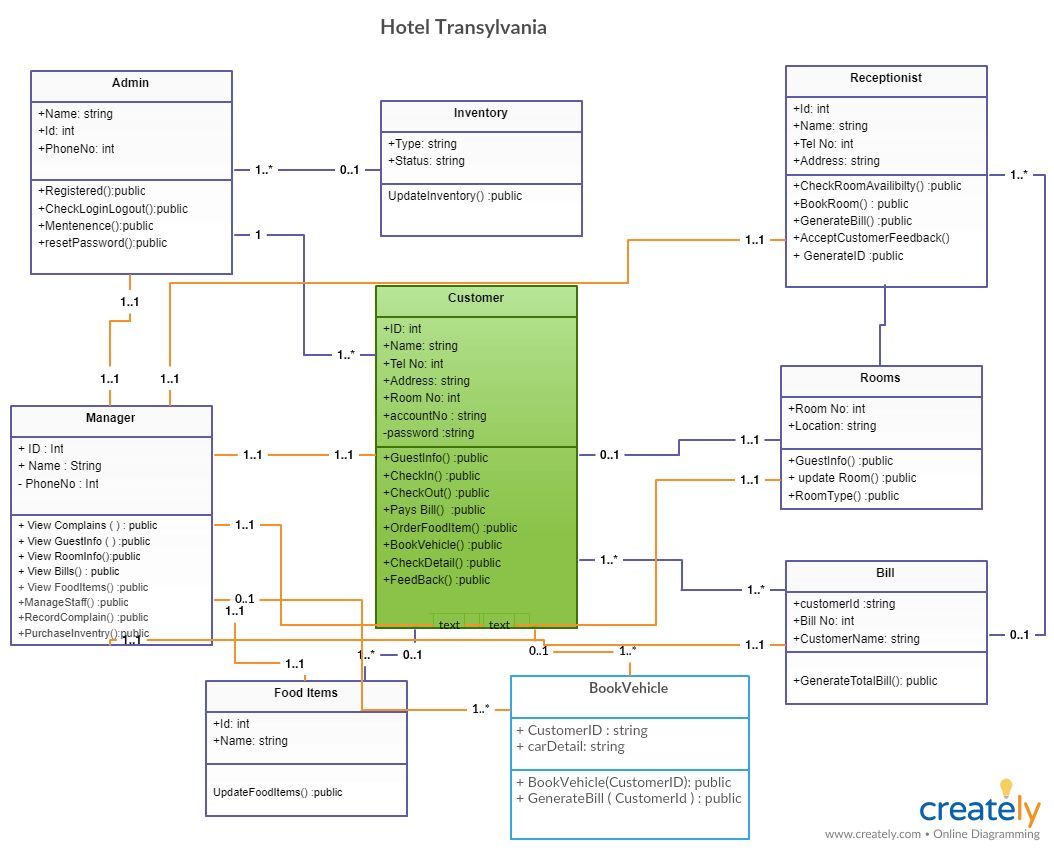 Hotel Transylvania
Admin
+Name: string
+Id: int
+PhoneNo: int
+Registered():public
+CheckLoginLogout():public
+Mentenence():public
+resetPassword():public
Inventory
+Type: string
+Status: string
UpdateInventory() :public
Receptionist
+Id: int
+Name: string
+Tel No: int
+Address: string
+CheckRoomAvailibilty() :public
+BookRoom() : public
+GenerateBill() :public
+AcceptCustomerFeedback()
+ GenerateID :public
1..*
0..1
1..*
1
1..1
1..1
1..*
1..1
1..1
Customer
+ID: int
+Name: string
+Tel No: int
+Address: string
+Room No: int
+accountNo : string
-password :string
+GuestInfo() :public
+CheckIn() :public
+CheckOut() :public
+Pays Bill()  :public
+OrderFoodItem() :public
+BookVehicle() :public
+CheckDetail() :public
+FeedBack() :public
text
text
Rooms
+Room No: int
+Location: string
+GuestInfo() :public
+ update Room() :public
+RoomType() :public
Manager
+ ID : Int
+ Name : String
- PhoneNo : Int
+ View Complains ( ) : public
+ View GuestInfo ( ) :public
+ View RoomInfo():public
+ View Bills() : public
+ View FoodItems() :public
+ManageStaff() :public
+RecordComplain() :public
+PurchaseInventry():public
1..1
1..1
0..1
1..1
1..1
1..1
1..*
1..*
0..1
1..1
1..1
1..1
0..1
1..1
1..*
0..1
0..1
1..*
1..1
1..*
Bill
+customerId :string
+Bill No: int
+CustomerName: string
+GenerateTotalBill(): public
Food Items
+Id: int
+Name: string
UpdateFoodItems() :public
BookVehicle
+ CustomerID : string
+ carDetail: string
+ BookVehicle(CustomerID): public
+ GenerateBill ( CustomerId ) : public
creately
www.creately.com • Online Diagramming